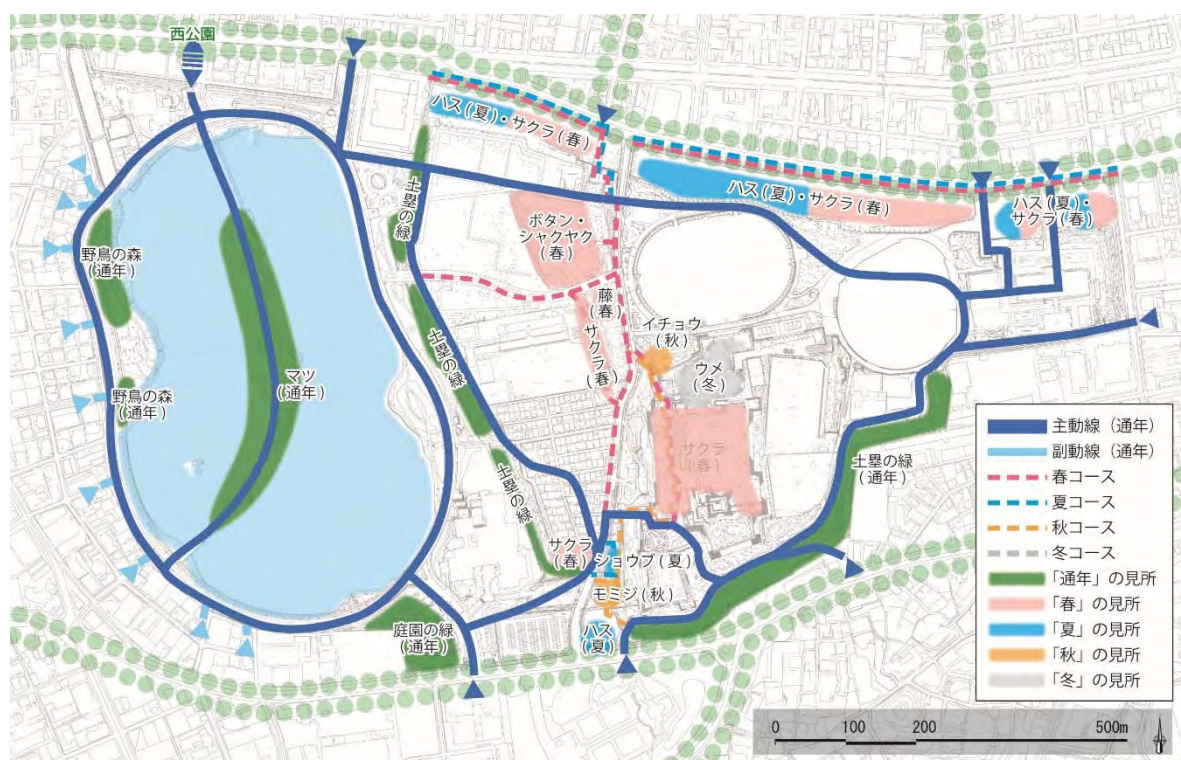 西公園
ハス(夏)・サクラ(春)
ハス(夏)・サクラ(春)
ハス(夏)・
サクラ(春)
土塁の緑
ボタン・
シャクヤク
(春)
野鳥の森
(通年)
藤(春)
サクラ(春)
イチョウ
(秋)
ウメ
(冬)
土塁の緑
マツ
(通年)
野鳥の森
(通年)
サクラ
(春)
土塁の緑
(通年)
土塁の緑
サクラ
(春)
ショウブ(夏)
モミジ(秋)
庭園の緑
(通年)
ハス
(夏)
主動線(通年)
副動線(通年)
春コース
夏コース
秋コース
冬コース
「通年」の見所
「春」の見所
「夏」の見所
「秋」の見所
「冬」の見所
0 100 200 500m